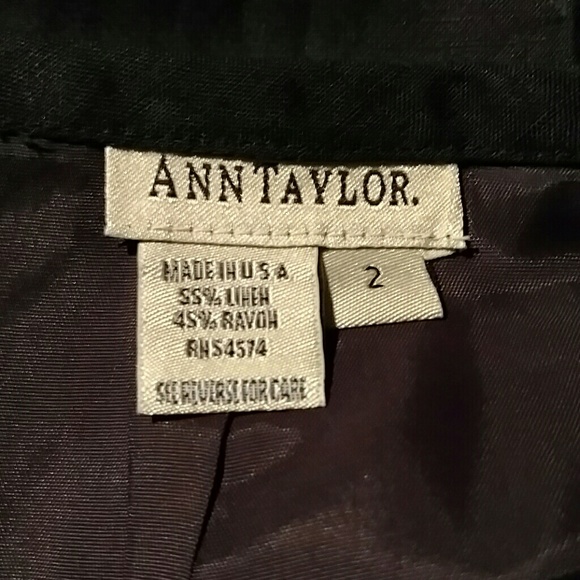 ANNTAYLOR.
MADE IN U S A
55% LINEN
45% RAYON
RN54574
SEE REVERSE FOR CARE
2